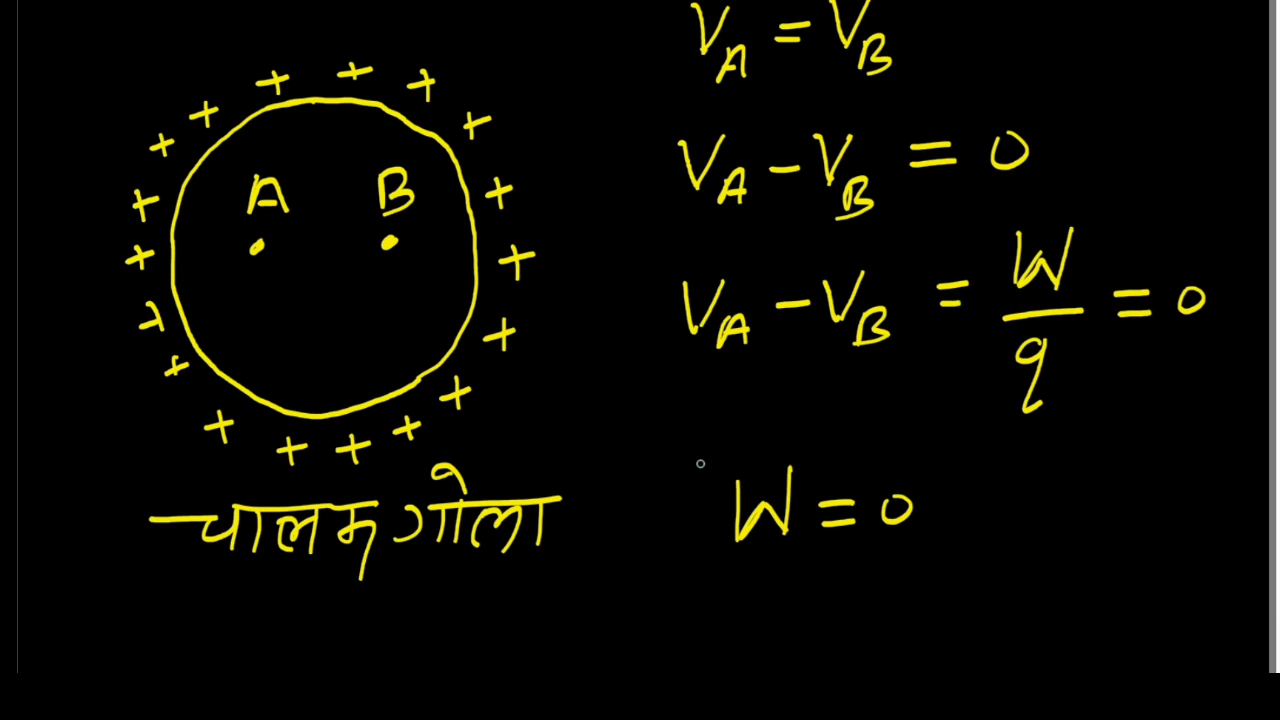 V_A = V_B
V_A - V_B = 0
V_A - V_B = W/q = 0
W = 0
+ + + + + + + + + + + + + + + + + + + +
A B
चालक गोला